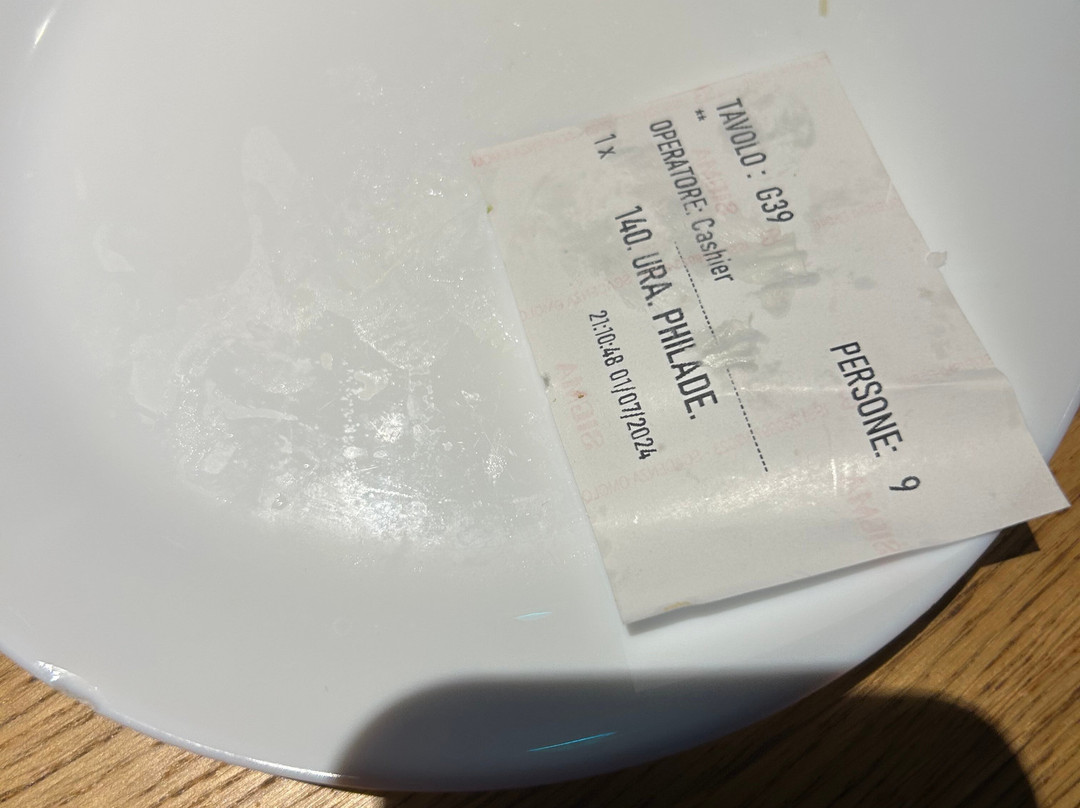 TAVOLO : G39
PERSONE: 9
**
OPERATORE: Cashier
1 x 140. URA. PHILADE.
21:10:48 01/07/2024